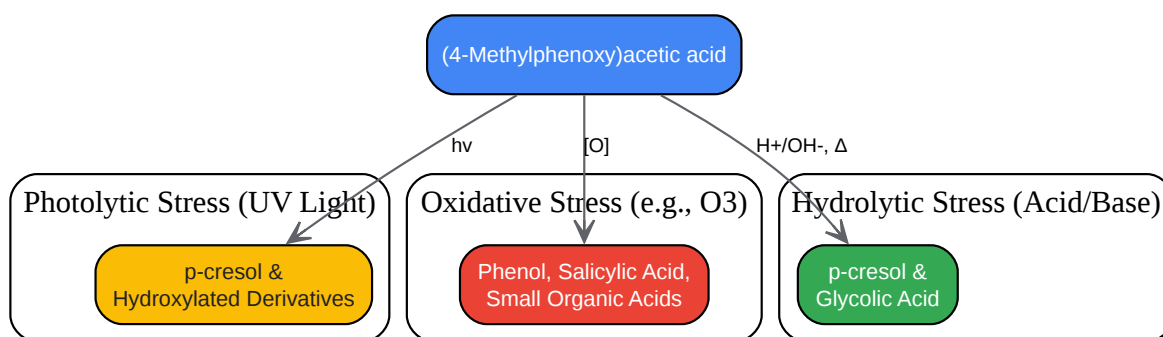 (4-Methylphenoxy)acetic acid
hv
[O]
H+/OH-, Δ
Photolytic Stress (UV Light)
Oxidative Stress (e.g., O3)
Hydrolytic Stress (Acid/Base)
p-cresol &
Hydroxylated Derivatives
Phenol, Salicylic Acid,
Small Organic Acids
p-cresol &
Glycolic Acid